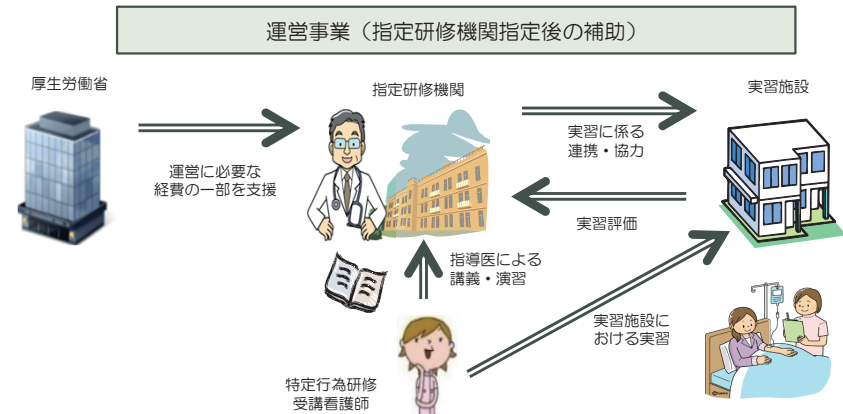 運営事業（指定研修機関指定後の補助）
厚生労働省
指定研修機関
実習施設
運営に必要な
経費の一部を支援
実習に係る
連携・協力
実習評価
指導医による
講義・演習
実習施設に
おける実習
特定行為研修
受講看護師